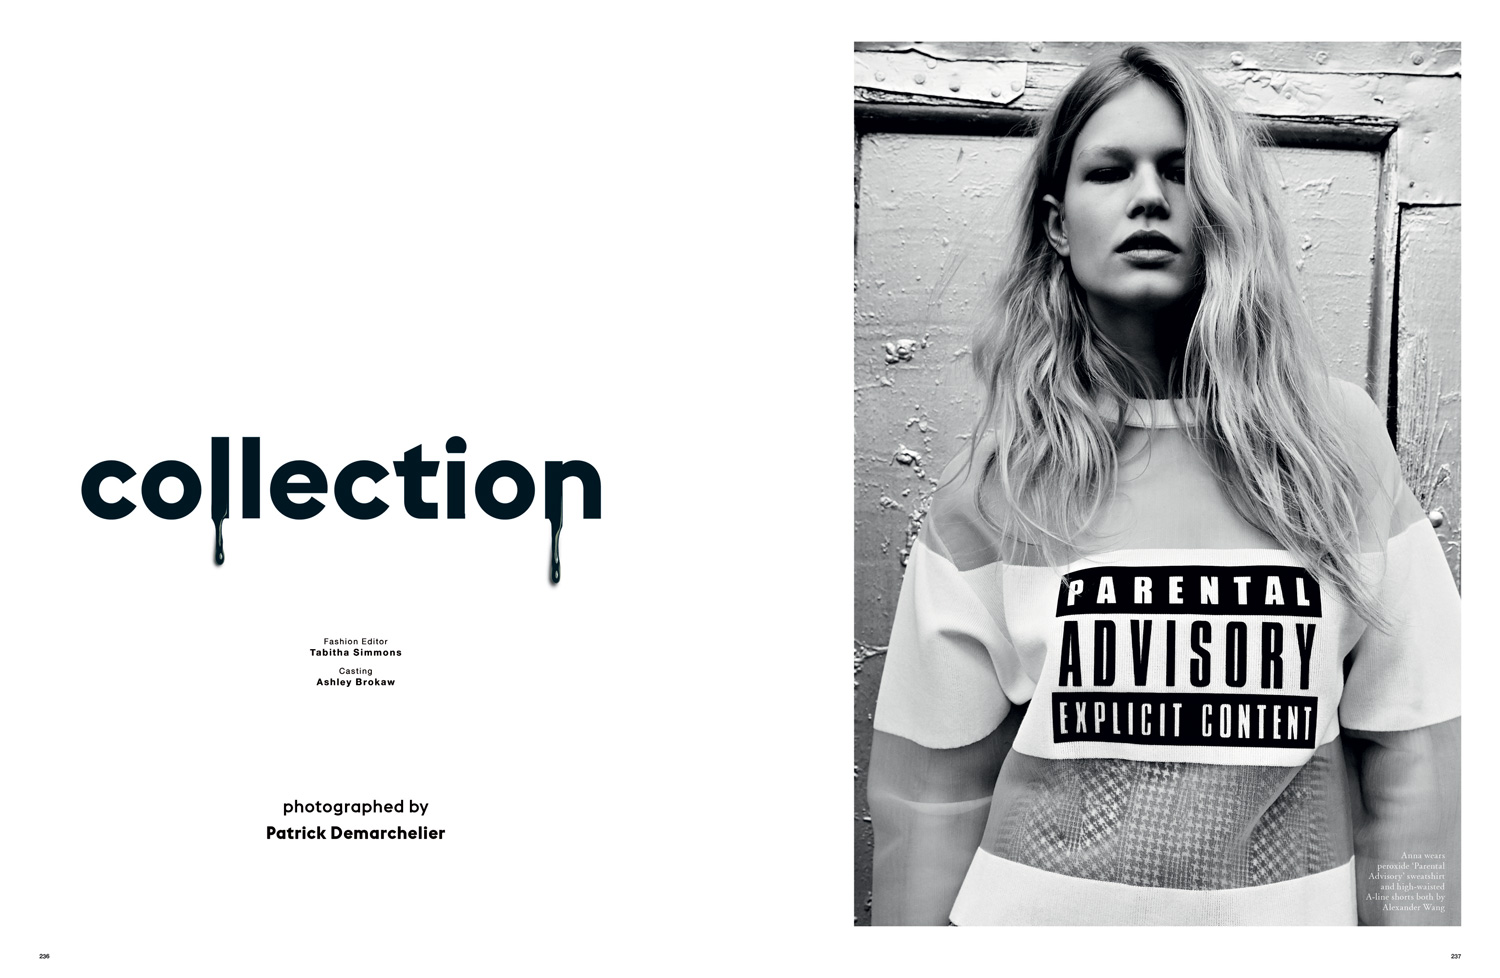 collection
Fashion Editor
Tabitha Simmons
Casting
Ashley Brokaw
photographed by
Patrick Demarchelier
236
PARENTAL
ADVISORY
EXPLICIT CONTENT
Anna wears
peroxide 'Parental
Advisory' sweatshirt
and high-waisted
A-line shorts both by
Alexander Wang
237